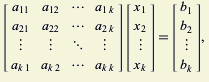 [a₁₁ a₁₂ ⋯ a₁ₖ] [x₁] = [b₁]
[a₂₁ a₂₂ ⋯ a₂ₖ] [x₂] = [b₂]
[⋮ ⋮ ⋱ ⋮] [⋮] = [⋮]
[aₖ₁ aₖ₂ ⋯ aₖₖ] [xₖ] = [bₖ],